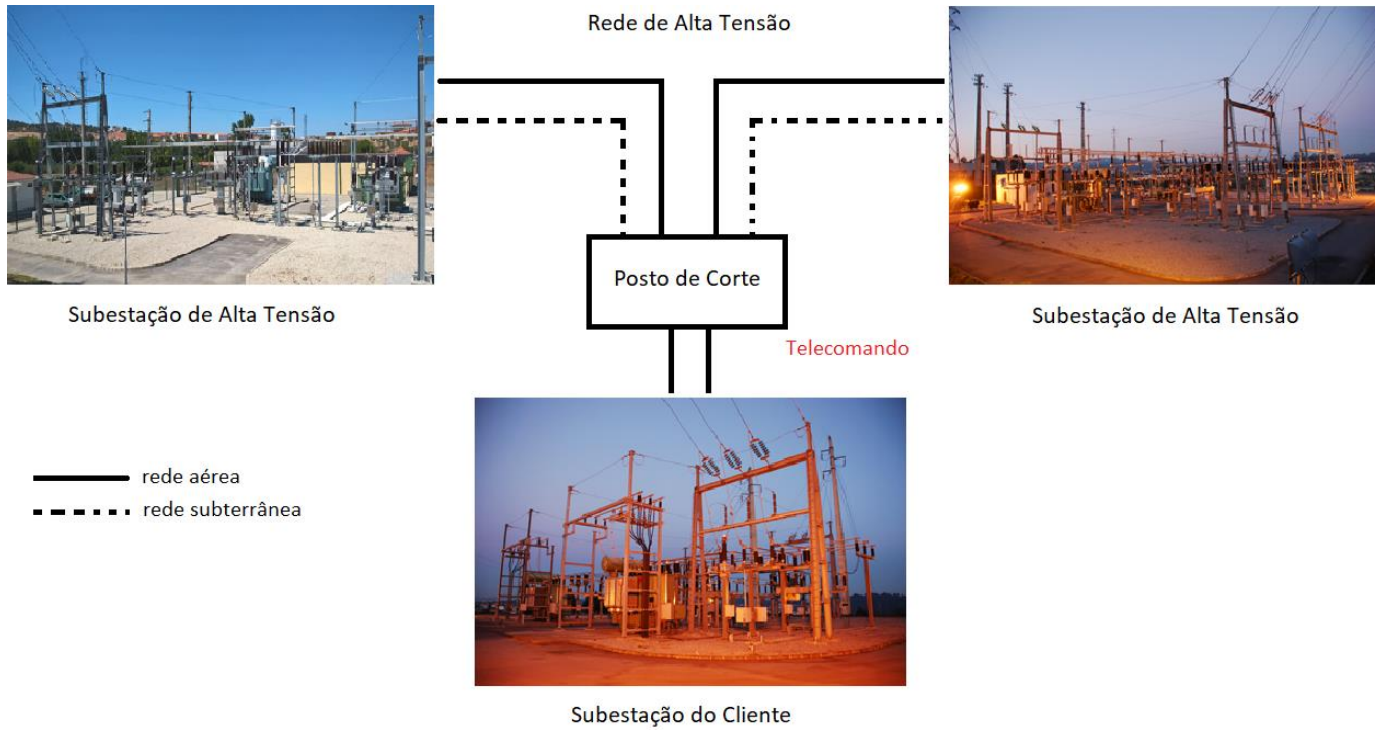 Rede de Alta Tensão
Posto de Corte
Subestação de Alta Tensão
Subestação de Alta Tensão
Telecomando
rede aérea
rede subterrânea
Subestação do Cliente